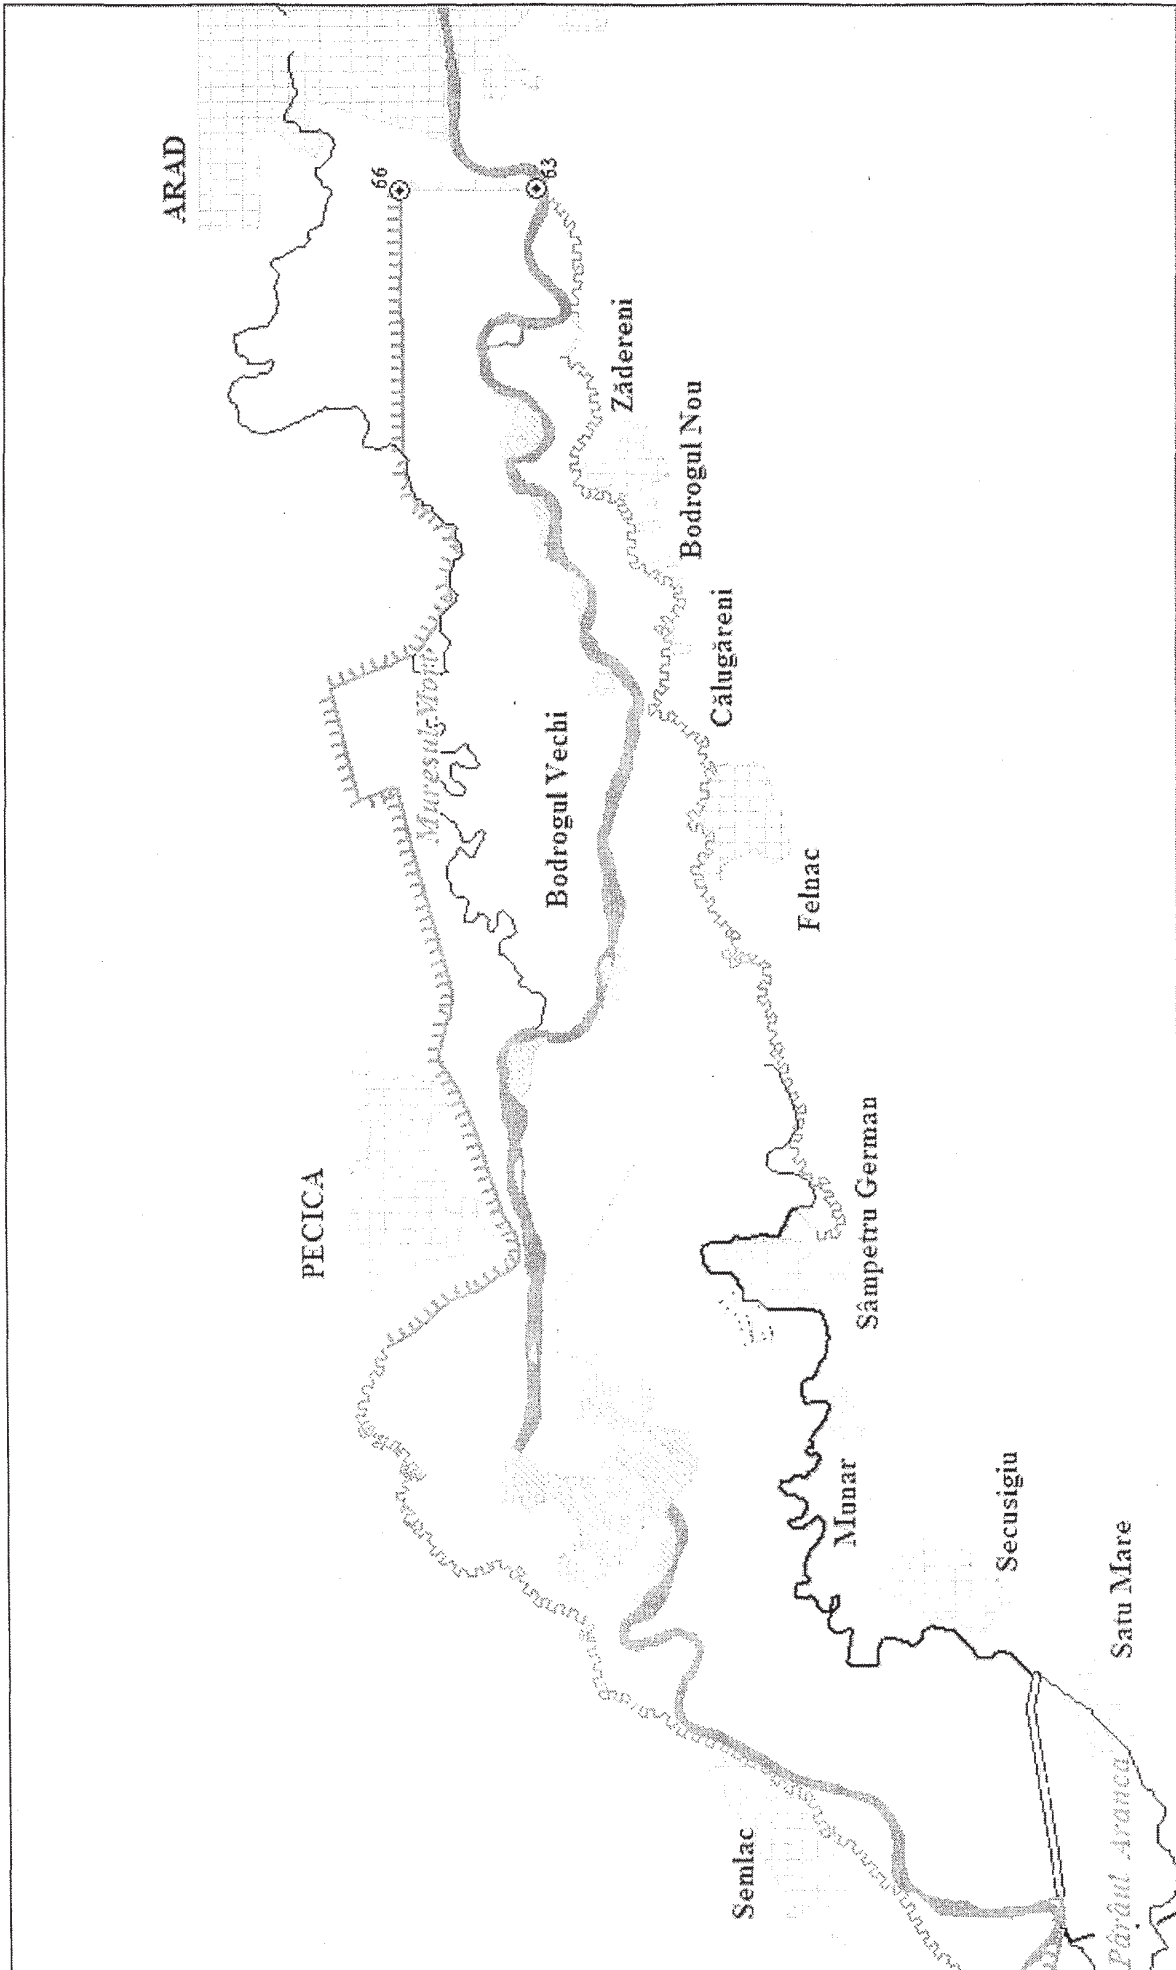 ARAD
66
63
Zădereni
Bodrogul Nou
Călugăreni
Mureșul Mort
Bodrogul Vechi
Felnac
PECICA
Sâmpetru German
Munar
Secusigiu
Satu Mare
Semlac
Pârâul Aranca